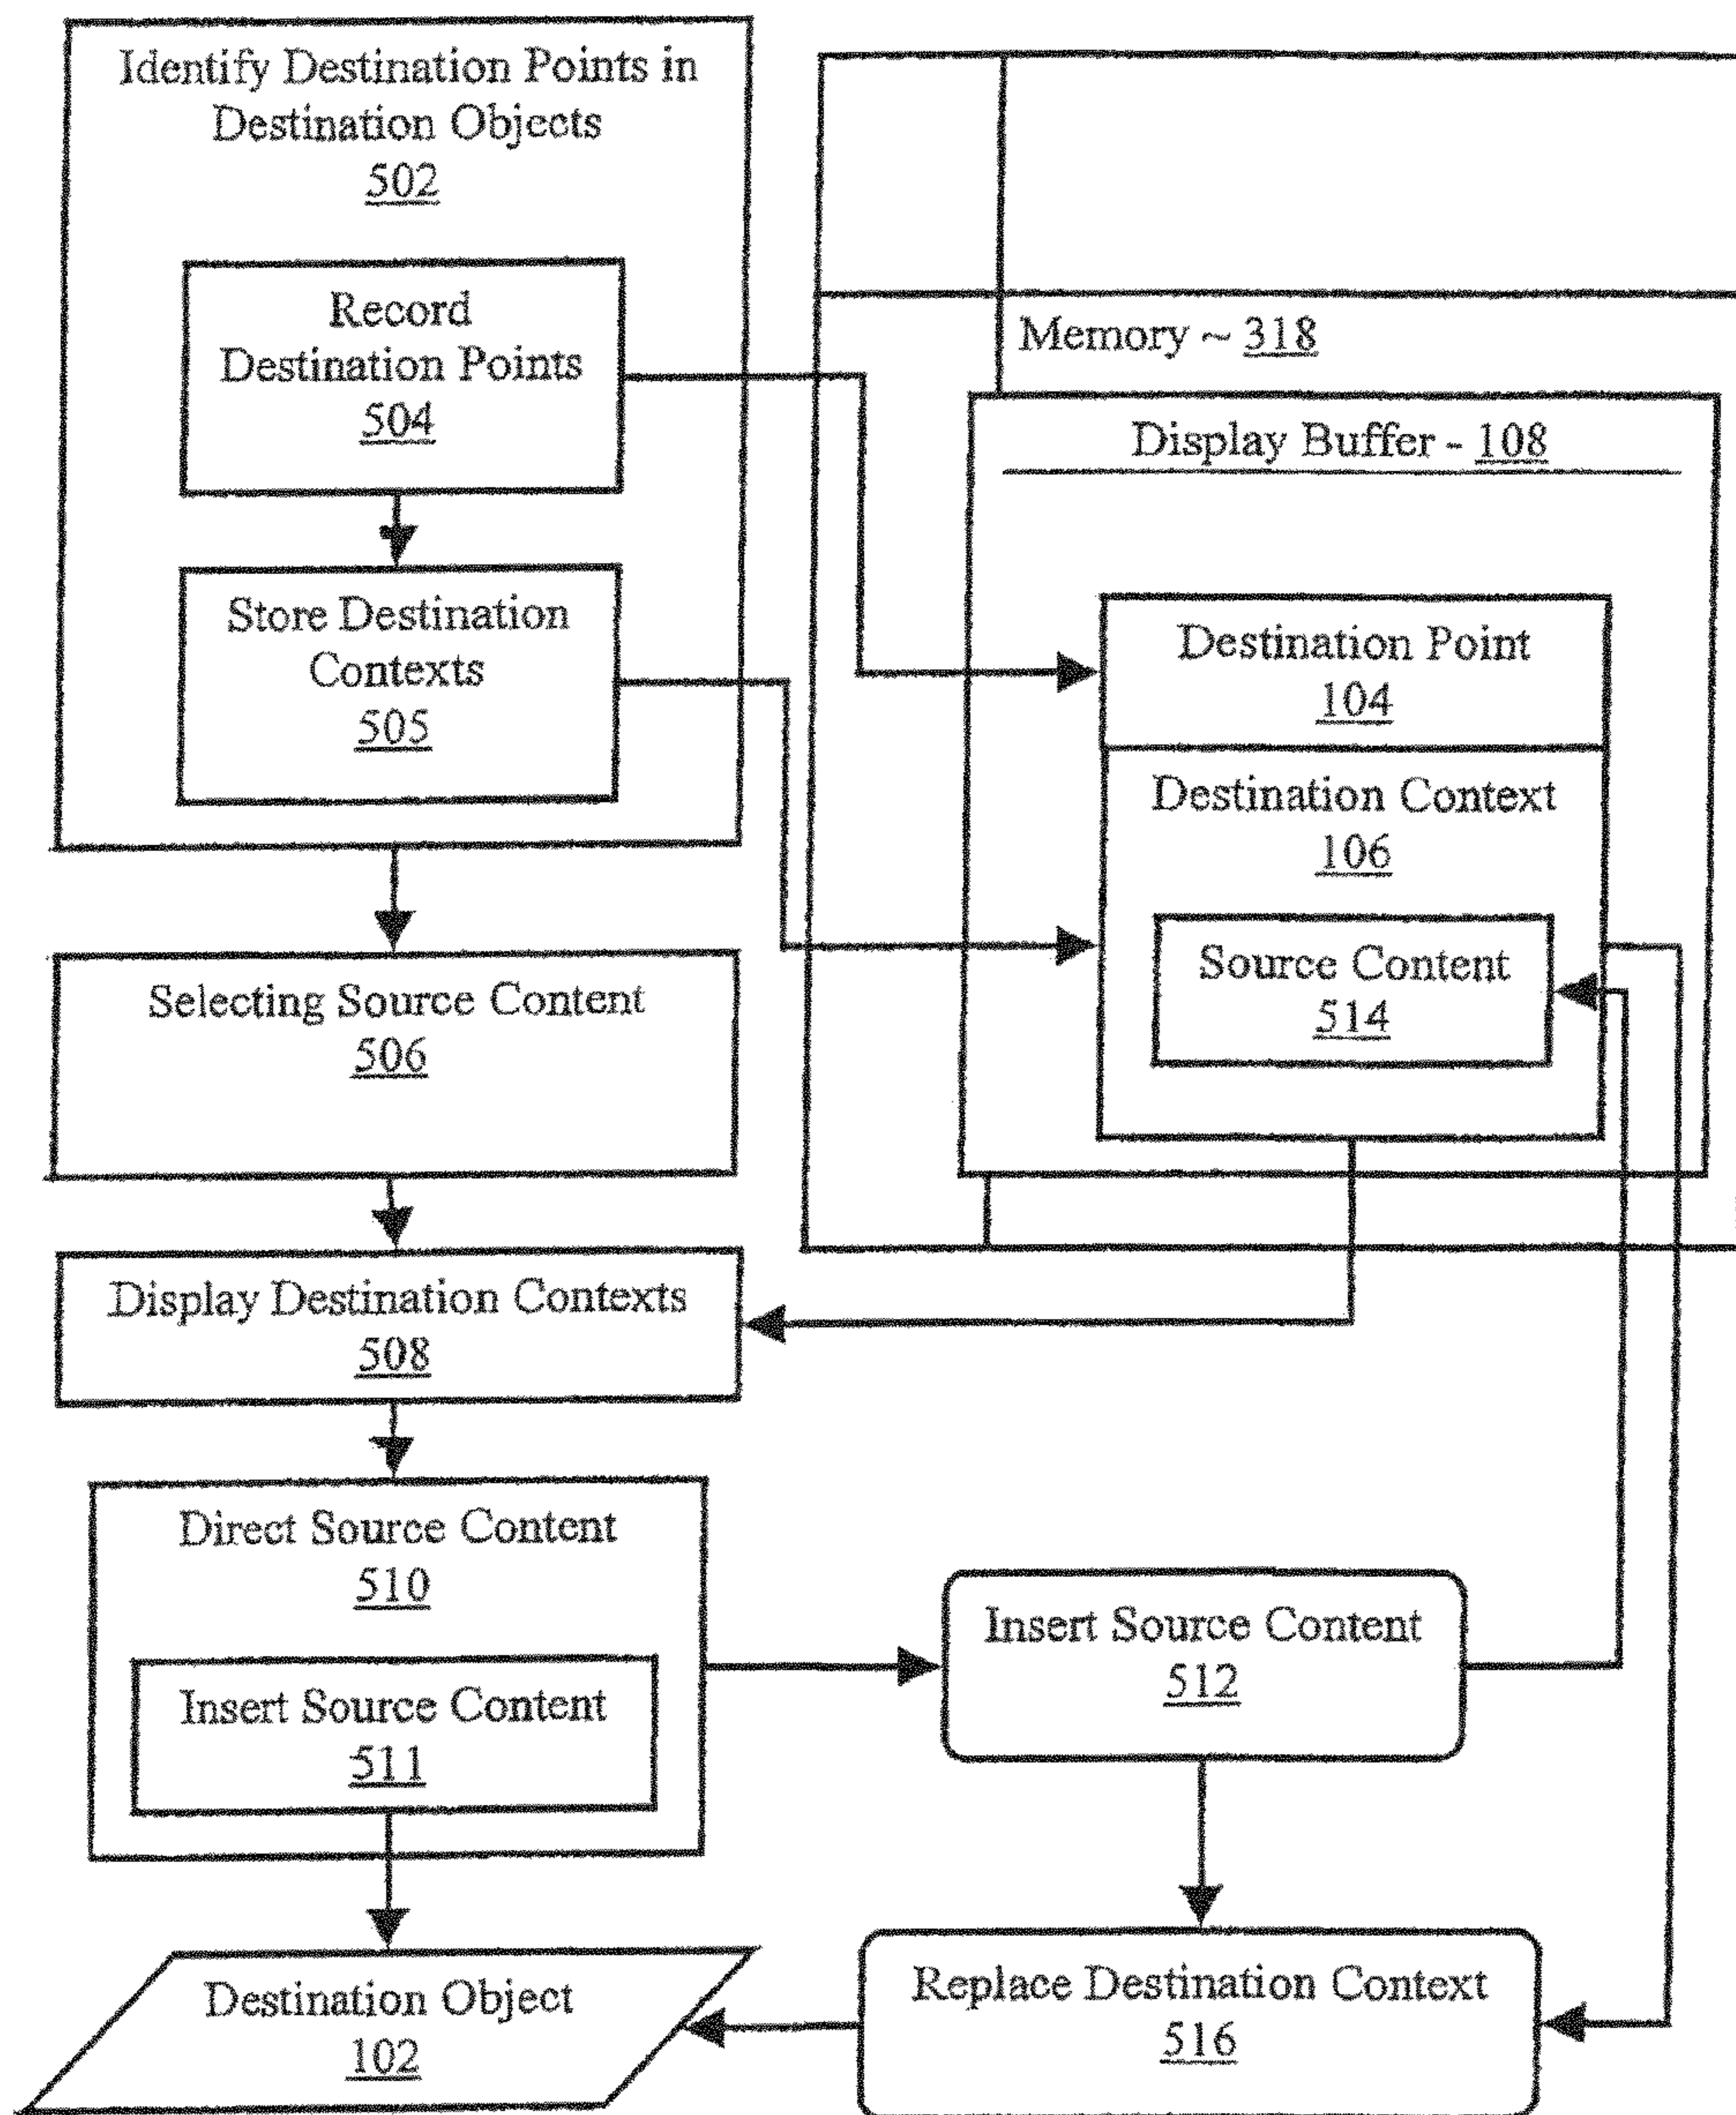 Identify Destination Points in
Destination Objects
502
Record
Destination Points
504
Store Destination
Contexts
505
Selecting Source Content
506
Display Destination Contexts
508
Direct Source Content
510
Insert Source Content
511
Destination Object
102
Memory ~ 318
Display Buffer - 108
Destination Point
104
Destination Context
106
Source Content
514
Insert Source Content
512
Replace Destination Context
516